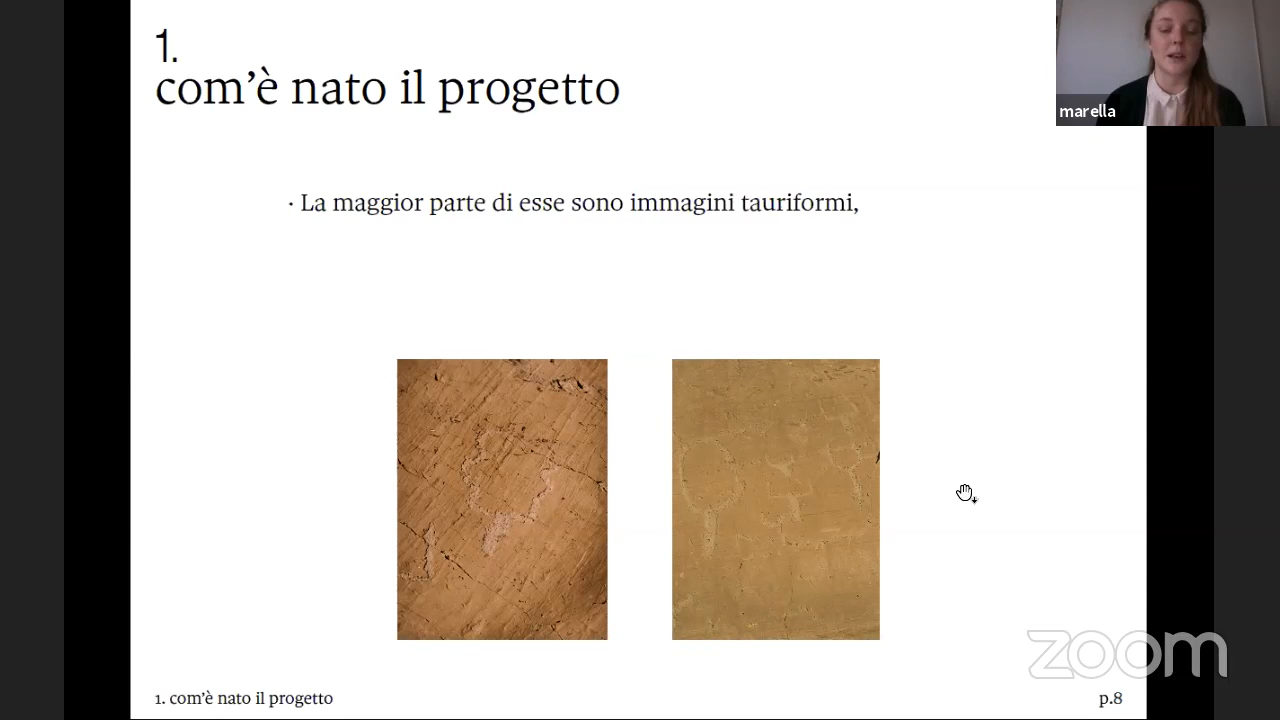 1.
com’è nato il progetto
marella
· La maggior parte di esse sono immagini tauriformi,
zoom
1. com’è nato il progetto
p.8